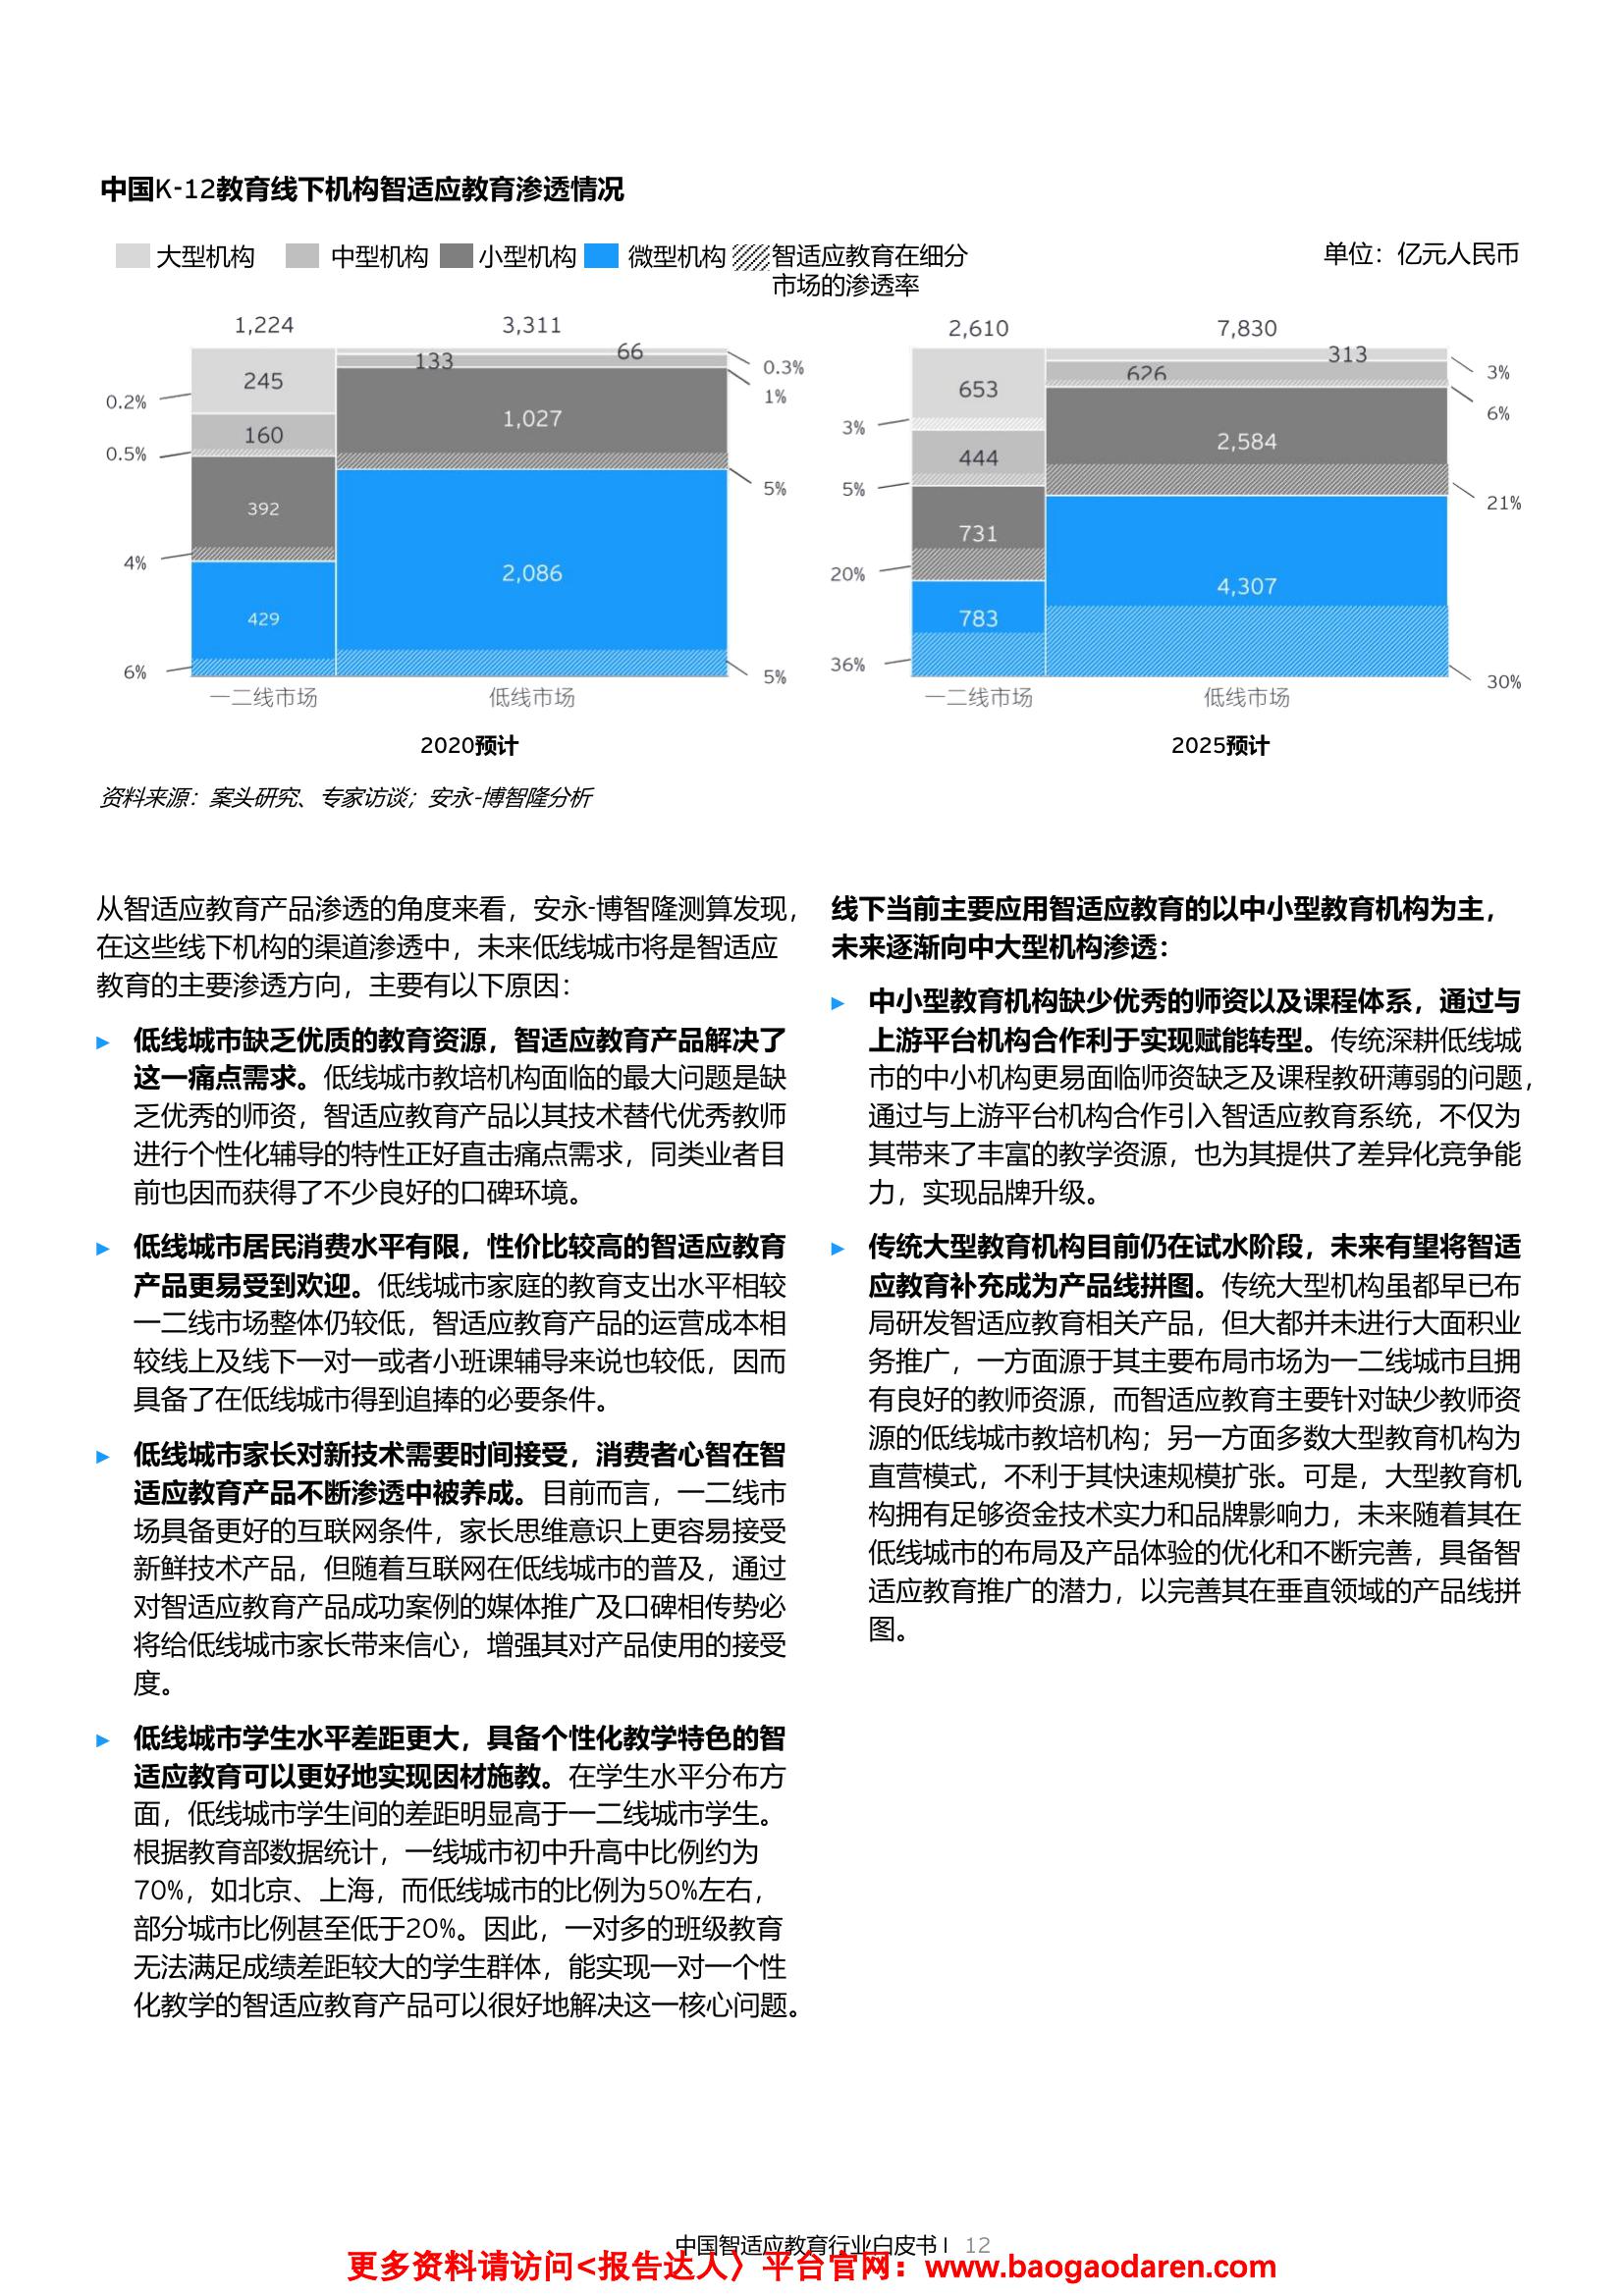 中国K-12教育线下机构智适应教育渗透情况
大型机构 中型机构 小型机构 微型机构 智适应教育在细分
市场的渗透率
单位：亿元人民币
1,224 3,311
245
133 66
0.3%
1%
0.2%
160
0.5%
1,027
392
5%
4%
2,086
429
6%
5%
一二线市场 低线市场
2020预计
2,610 7,830
653
626 313
3%
6%
3%
444
5%
2,584
21%
731
20%
4,307
783
36%
30%
一二线市场 低线市场
2025预计
资料来源：案头研究、专家访谈；安永-博智隆分析
从智适应教育产品渗透的角度来看，安永-博智隆测算发现，
在这些线下机构的渠道渗透中，未来低线城市将是智适应
教育的主要渗透方向，主要有以下原因：
► 低线城市缺乏优质的教育资源，智适应教育产品解决了
这一痛点需求。低线城市教培机构面临的最大问题是缺
乏优秀的师资，智适应教育产品以其技术替代优秀教师
进行个性化辅导的特性正好直击痛点需求，同类业者目
前也因而获得了不少良好的口碑环境。
► 低线城市居民消费水平有限，性价比较高的智适应教育
产品更易受到欢迎。低线城市家庭的教育支出水平相较
一二线市场整体仍较低，智适应教育产品的运营成本相
较线上及线下一对一或者小班课辅导来说也较低，因而
具备了在低线城市得到追捧的必要条件。
► 低线城市家长对新技术需要时间接受，消费者心智在智
适应教育产品不断渗透中被养成。目前而言，一二线市
场具备更好的互联网条件，家长思维意识上更容易接受
新鲜技术产品，但随着互联网在低线城市的普及，通过
对智适应教育产品成功案例的媒体推广及口碑相传势必
将给低线城市家长带来信心，增强其对产品使用的接受
度。
► 低线城市学生水平差距更大，具备个性化教学特色的智
适应教育可以更好地实现因材施教。在学生水平分布方
面，低线城市学生间的差距明显高于一二线城市学生。
根据教育部数据统计，一线城市初中升高中比例约为
70%，如北京、上海，而低线城市的比例为50%左右，
部分城市比例甚至低于20%。因此，一对多的班级教育
无法满足成绩差距较大的学生群体，能实现一对一个性
化教学的智适应教育产品可以很好地解决这一核心问题。
线下当前主要应用智适应教育的以中小型教育机构为主，
未来逐渐向中大型机构渗透：
► 中小型教育机构缺少优秀的师资以及课程体系，通过与
上游平台机构合作利于实现赋能转型。传统深耕低线城
市的中小机构更易面临师资缺乏及课程教研薄弱的问题，
通过与上游平台机构合作引入智适应教育系统，不仅为
其带来了丰富的教学资源，也为其提供了差异化竞争能
力，实现品牌升级。
► 传统大型教育机构目前仍在试水阶段，未来有望将智适
应教育补充成为产品线拼图。传统大型机构虽都早已布
局研发智适应教育相关产品，但大都并未进行大面积业
务推广，一方面源于其主要布局市场为一二线城市且拥
有良好的教师资源，而智适应教育主要针对缺少教师资
源的低线城市教培机构；另一方面多数大型教育机构为
直营模式，不利于其快速规模扩张。可是，大型教育机
构拥有足够资金技术实力和品牌影响力，未来随着其在
低线城市的布局及产品体验的优化和不断完善，具备智
适应教育推广的潜力，以完善其在垂直领域的产品线拼
图。
中国智适应教育行业白皮书 I 12
更多资料请访问<报告达人〉平台官网：www.baogaodaren.com